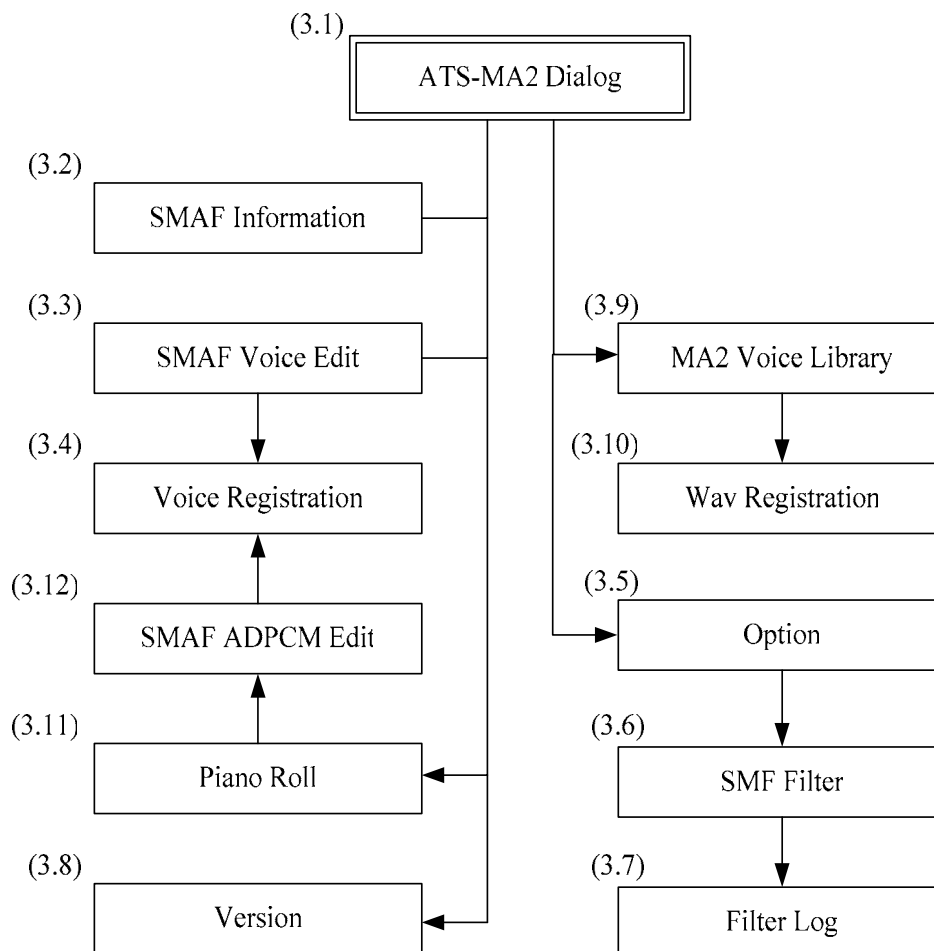 (3.1)
ATS-MA2 Dialog
(3.2)
SMAF Information
(3.3)
SMAF Voice Edit
(3.4)
Voice Registration
(3.12)
SMAF ADPCM Edit
(3.11)
Piano Roll
(3.8)
Version
(3.9)
MA2 Voice Library
(3.10)
Wav Registration
(3.5)
Option
(3.6)
SMF Filter
(3.7)
Filter Log